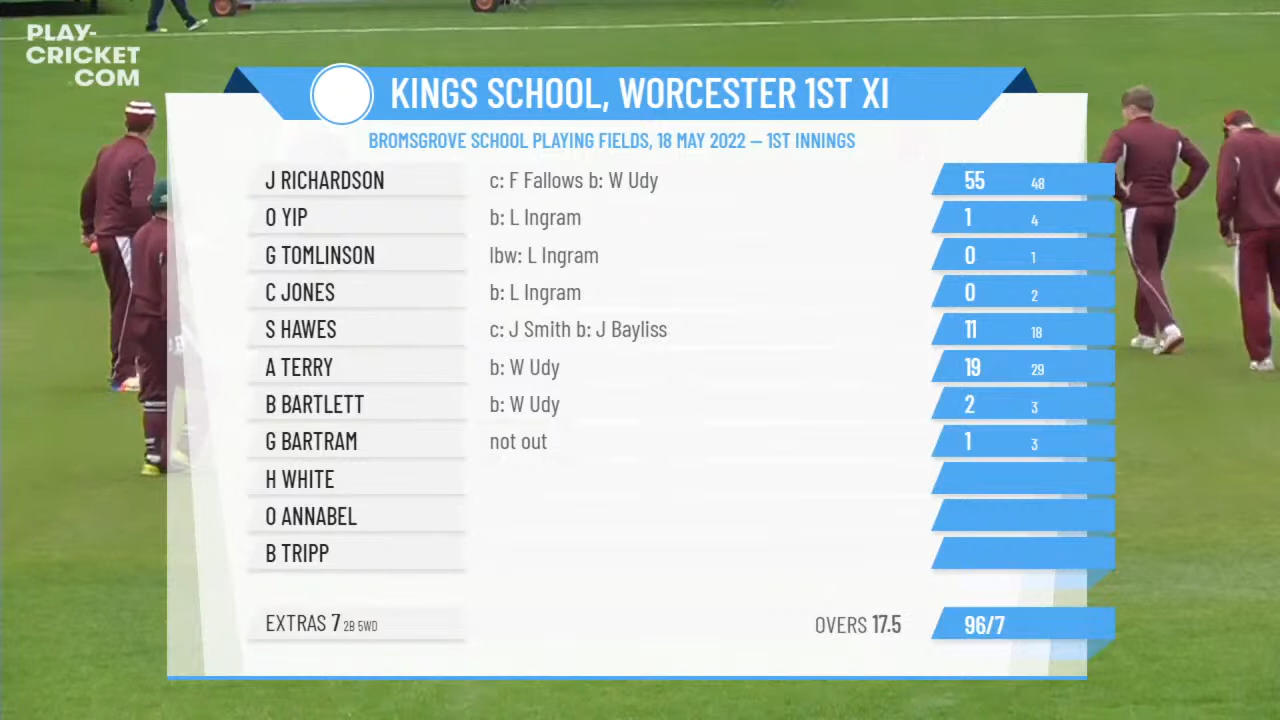 PLAY-
CRICKET
.COM
KINGS SCHOOL, WORCESTER 1ST XI
BROMSGROVE SCHOOL PLAYING FIELDS, 18 MAY 2022 – 1ST INNINGS
J RICHARDSON c: F Fallows b: W Udy 55 48
O YIP b: L Ingram 1 4
G TOMLINSON lbw: L Ingram 0 1
C JONES b: L Ingram 0 2
S HAWES c: J Smith b: J Bayliss 11 18
A TERRY b: W Udy 19 29
B BARTLETT b: W Udy 2 3
G BARTRAM not out 1 3
H WHITE
O ANNABEL
B TRIPP
EXTRAS 7 2B 5WD OVERS 17.5 96/7